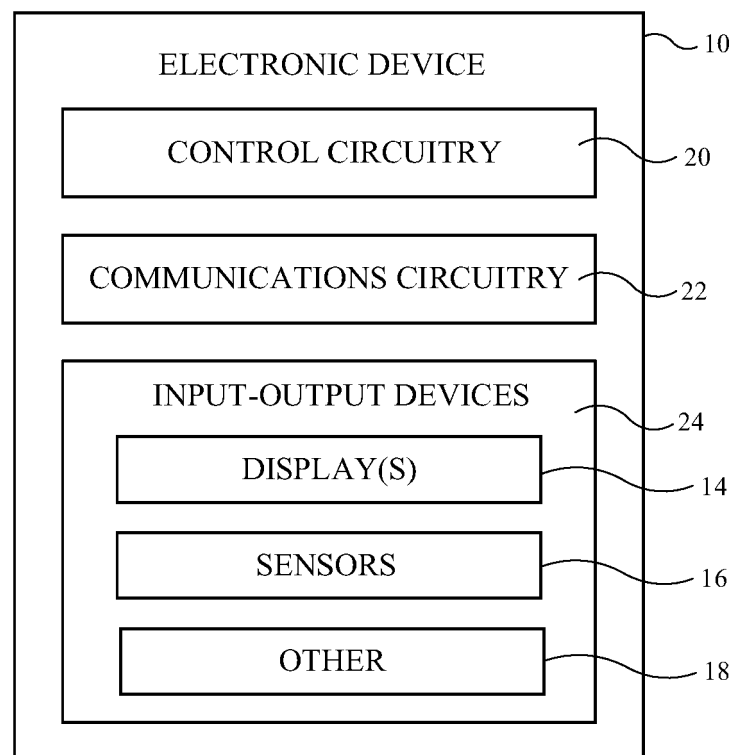 ELECTRONIC DEVICE
10
CONTROL CIRCUITRY
20
COMMUNICATIONS CIRCUITRY
22
INPUT-OUTPUT DEVICES
24
DISPLAY(S)
14
SENSORS
16
OTHER
18